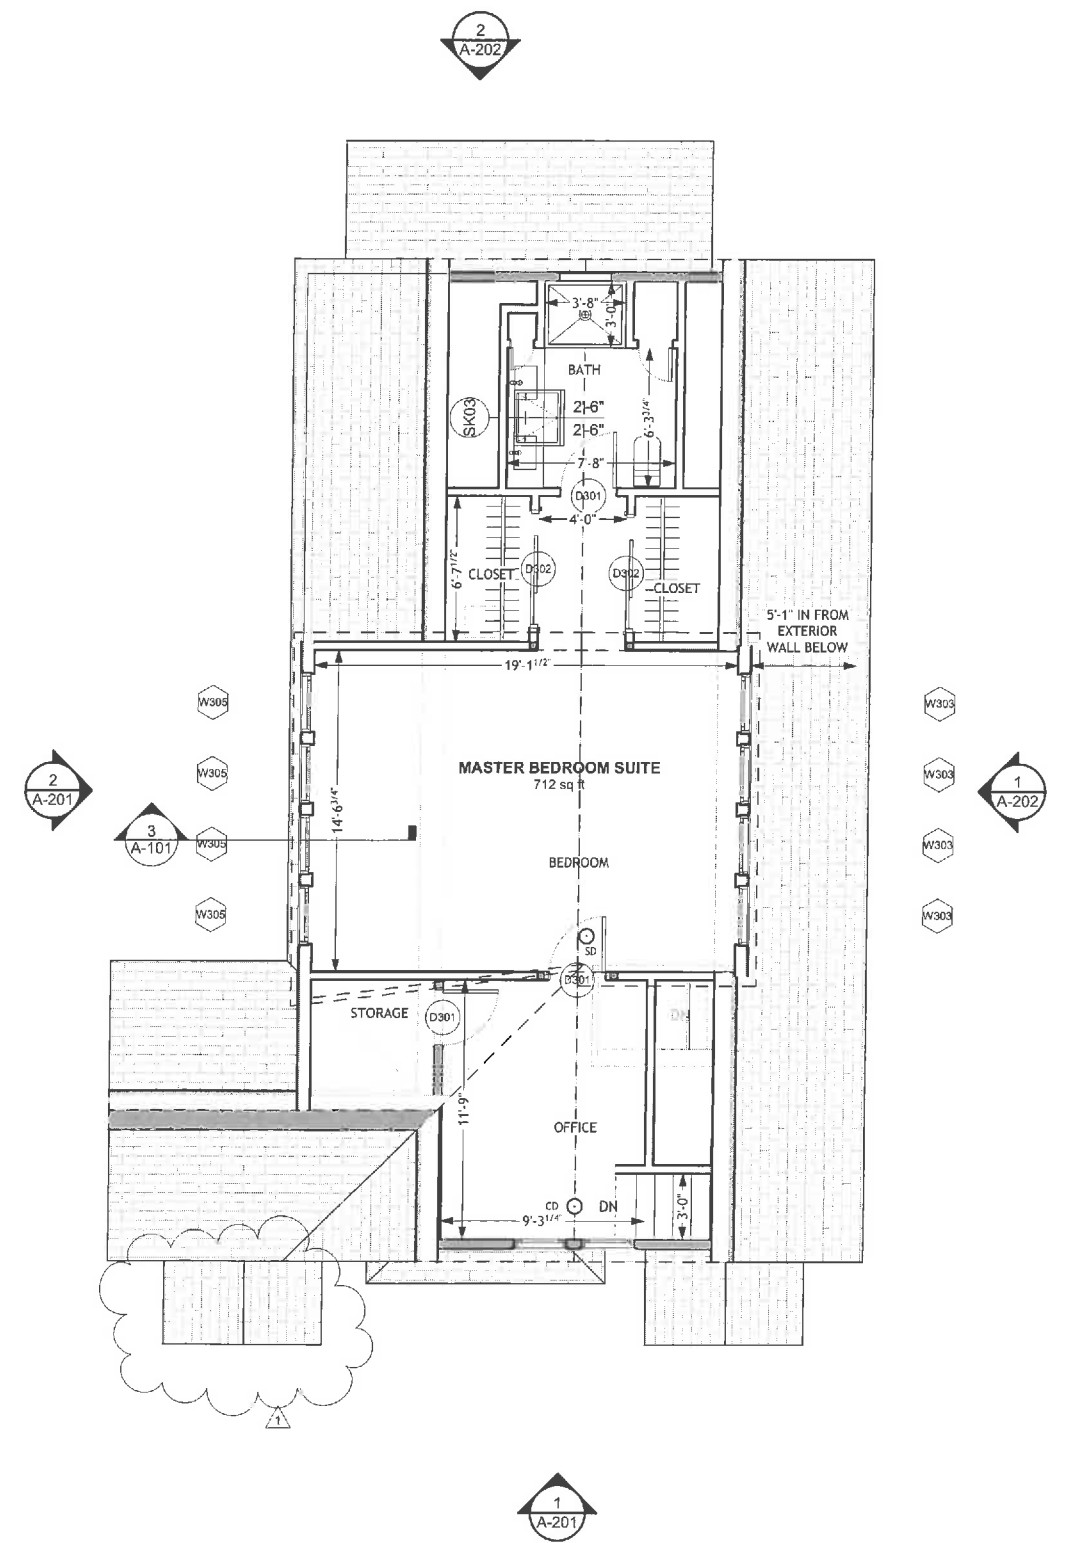 2
A-202
3'-8"
3'-0"
BATH
SK03
2'-6"
2'-6"
6'-3 3/4"
7'-8"
D301
4'-0"
6'-7 1/2"
CLOSET
D302
D302
CLOSET
5'-1" IN FROM
EXTERIOR
WALL BELOW
19'-1 1/2"
W305
W303
MASTER BEDROOM SUITE
712 sq ft
W305
W303
2
A-201
1
A-202
14'-6 3/4"
3
A-101
W305
W303
BEDROOM
W305
W303
SD
D301
STORAGE
D301
DN
11'-9"
OFFICE
CD
DN
3'-0"
9'-3 1/4"
1
1
A-201